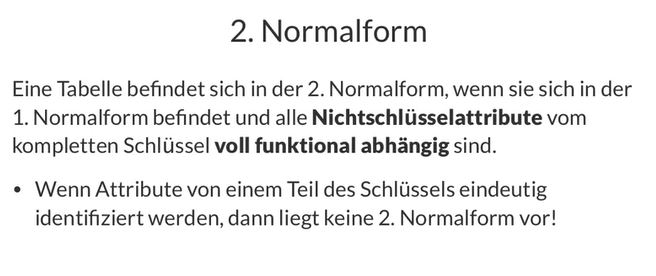 2. Normalform
Eine Tabelle befindet sich in der 2. Normalform, wenn sie sich in der
1. Normalform befindet und alle Nichtschlüsselattribute vom
kompletten Schlüssel voll funktional abhängig sind.
• Wenn Attribute von einem Teil des Schlüssels eindeutig
identifiziert werden, dann liegt keine 2. Normalform vor!